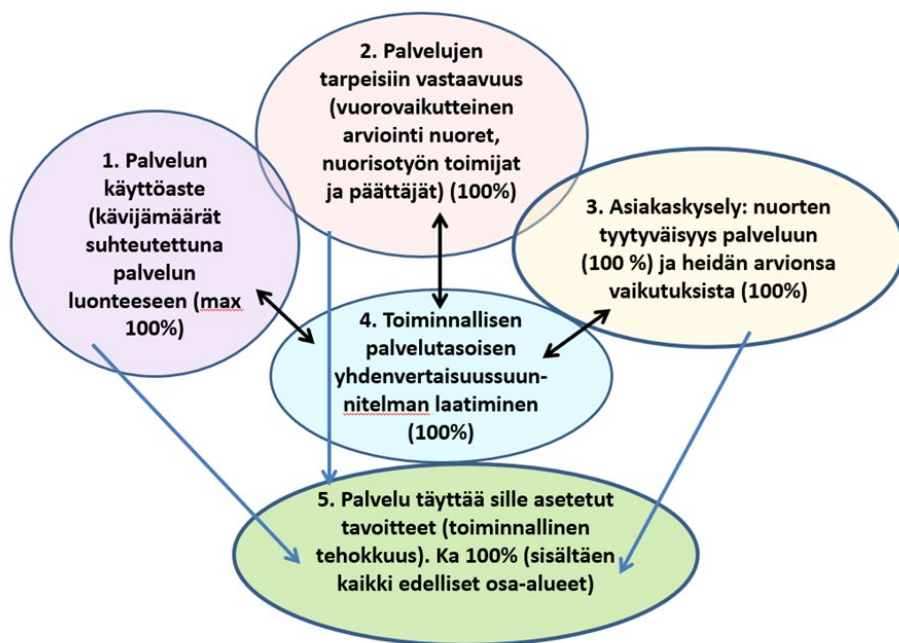 2. Palvelujen
tarpeisiin vastaavuus
(vuorovaikutteinen
arviointi nuoret,
nuorisotyön toimijat
ja päättäjät) (100%)
1. Palvelun
käyttöaste
(kävijämäärät
suhteutettuna
palvelun
luonteeseen (max
100%)
3. Asiakaskysely: nuorten
tyytyväisyys palveluun
(100 %) ja heidän arvionsa
vaikutuksista (100%)
4. Toiminnallisen
palvelutasoisen
yhdenvertaisuussuun-
nitelman laatiminen
(100%)
5. Palvelu täyttää sille asetetut
tavoitteet (toiminnallinen
tehokkuus). Ka 100% (sisältäen
kaikki edelliset osa-alueet)